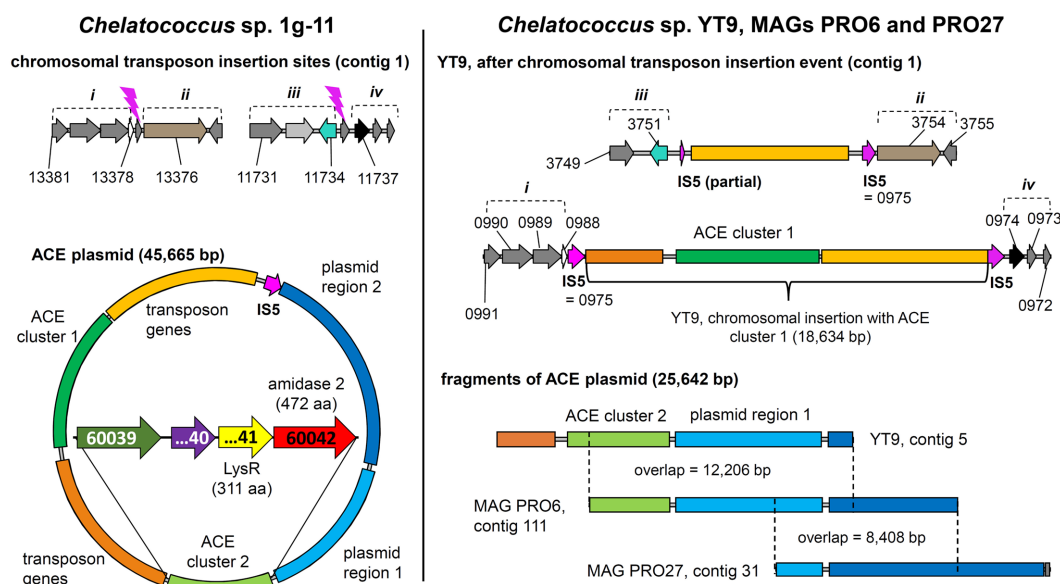 Chelatococcus sp. 1g-11
chromosomal transposon insertion sites (contig 1)
i
ii
iii
iv
13381
13378
13376
11731
11734
11737
ACE plasmid (45,665 bp)
plasmid
region 2
IS5
transposon
genes
ACE
cluster 1
amidase 2
(472 aa)
60039
...40
...41
60042
LysR
(311 aa)
transposon
genes
ACE
cluster 2
plasmid
region 1
Chelatococcus sp. YT9, MAGs PRO6 and PRO27
YT9, after chromosomal transposon insertion event (contig 1)
iii
ii
3751
3754
3755
3749
IS5 (partial)
IS5
= 0975
i
iv
0990
0989
0988
ACE cluster 1
0974
0973
IS5
= 0975
IS5
0991
0972
YT9, chromosomal insertion with ACE
cluster 1 (18,634 bp)
fragments of ACE plasmid (25,642 bp)
ACE cluster 2
plasmid region 1
YT9, contig 5
overlap = 12,206 bp
MAG PRO6,
contig 111
overlap = 8,408 bp
MAG PRO27, contig 31